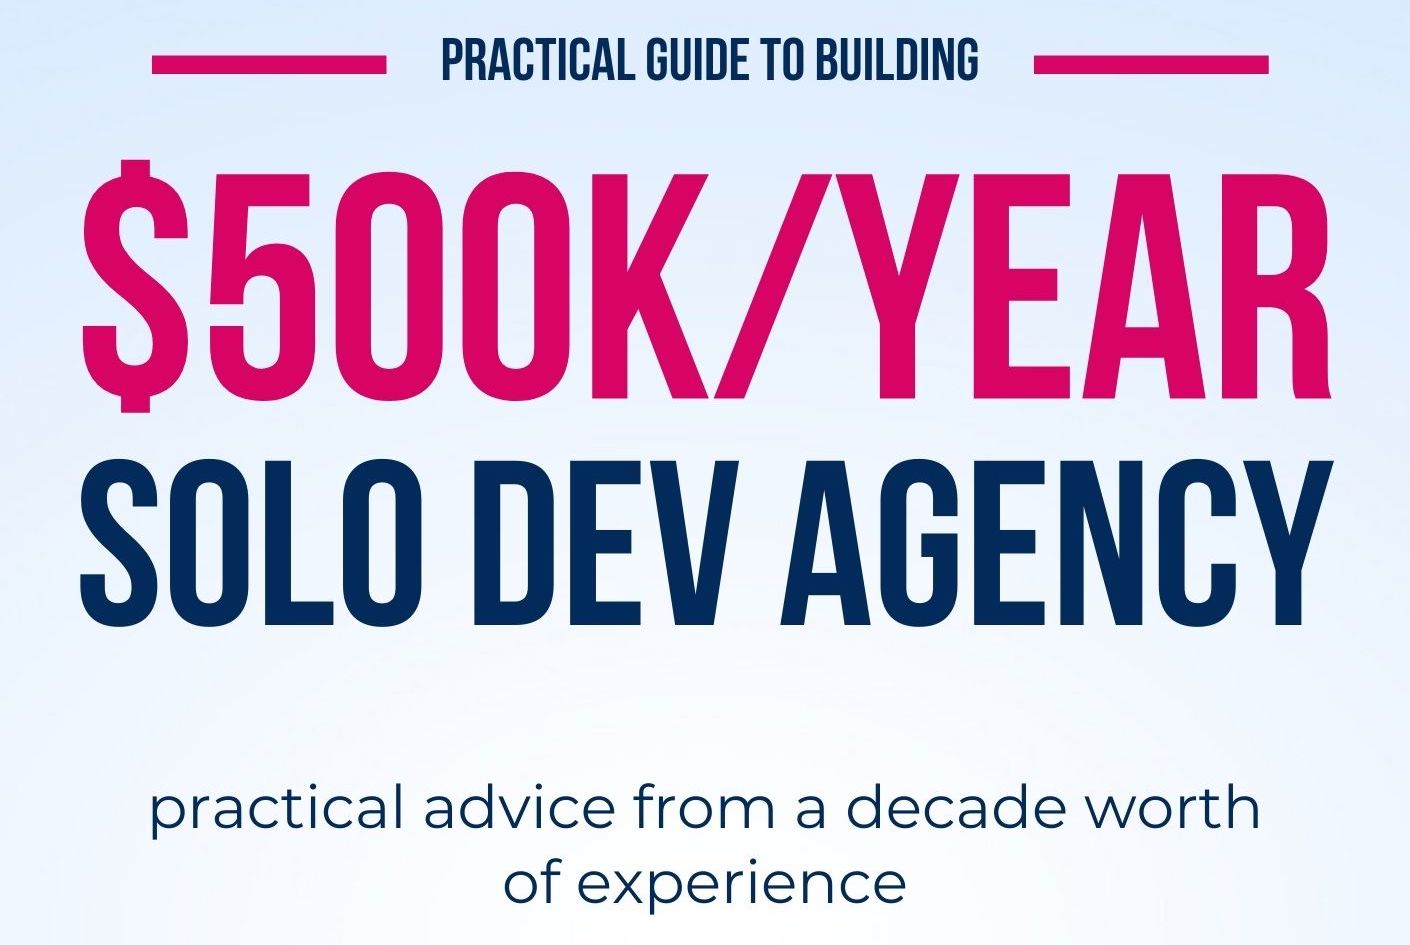 PRACTICAL GUIDE TO BUILDING
$500K/YEAR
SOLO DEV AGENCY
practical advice from a decade worth
of experience